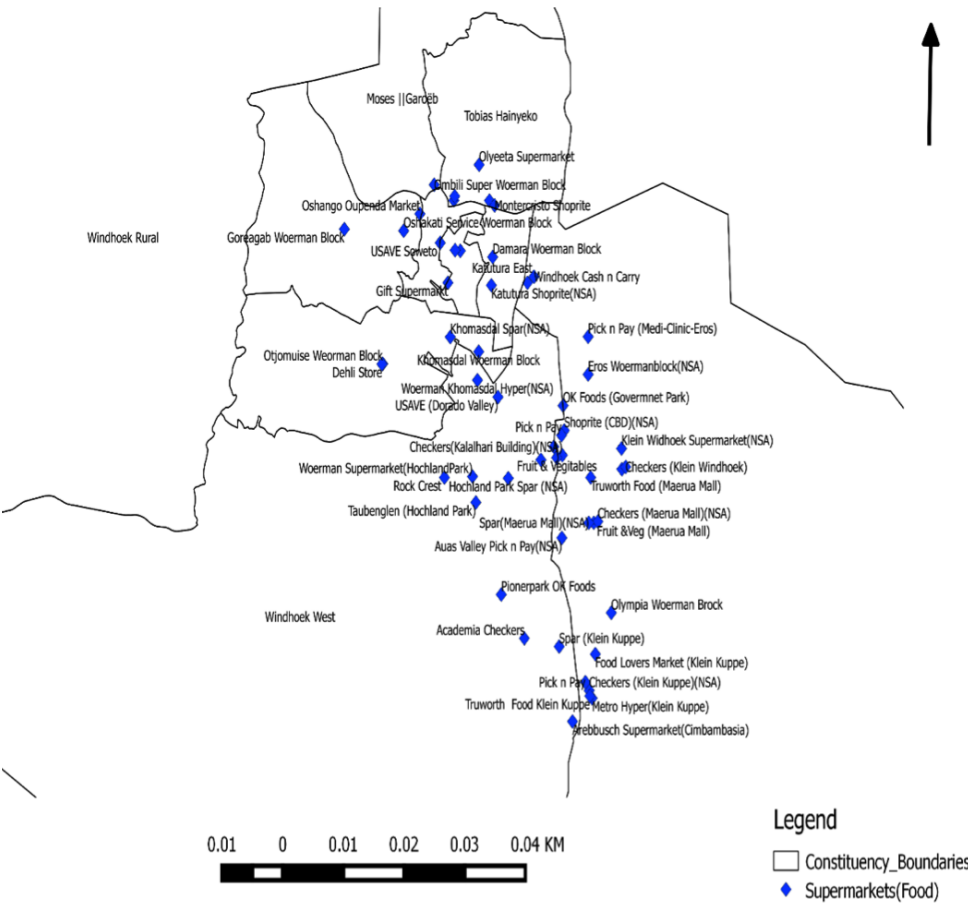 Moses ||Garoëb
Tobias Hainyeko
Olyeeta Supermarket
Ombili Super Woerman Block
Oshango Oupenda Market
Montercristo Shoprite
Oshakati Service Woerman Block
Windhoek Rural
Goreagab Woerman Block
USAVE Soweto
Damara Woerman Block
Katutura East
Windhoek Cash n Carry
Gift Supermarkt
Katutura Shoprite(NSA)
Khomasdal Spar(NSA)
Pick n Pay (Medi-Clinic-Eros)
Otjomuise Weorman Block
Khomasdal Woerman Block
Dehli Store
Eros Woermanblock(NSA)
Woerman Khomasdal Hyper(NSA)
USAVE (Dorado Valley)
OK Foods (Govermnet Park)
Pick n Pay
Shoprite (CBD)(NSA)
Klein Widhoek Supermarket(NSA)
Checkers(Kalalhari Building)(NSA)
Woerman Supermarket(HochlandPark)
Fruit & Vegitables
Checkers (Klein Windhoek)
Rock Crest
Hochland Park Spar (NSA)
Truworth Food (Maerua Mall)
Taubenglen (Hochland Park)
Checkers (Maerua Mall)(NSA)
Spar(Maerua Mall)(NSA)
Fruit &Veg (Maerua Mall)
Auas Valley Pick n Pay(NSA)
Pionerpark OK Foods
Olympia Woerman Brock
Windhoek West
Academia Checkers
Spar (Klein Kuppe)
Food Lovers Market (Klein Kuppe)
Pick n Pay
Checkers (Klein Kuppe)(NSA)
Truworth Food Klein Kuppe
Metro Hyper(Klein Kuppe)
Arebbusch Supermarket(Cimbambasia)
Legend
Constituency_Boundaries
Supermarkets(Food)
0.01 0 0.01 0.02 0.03 0.04 KM